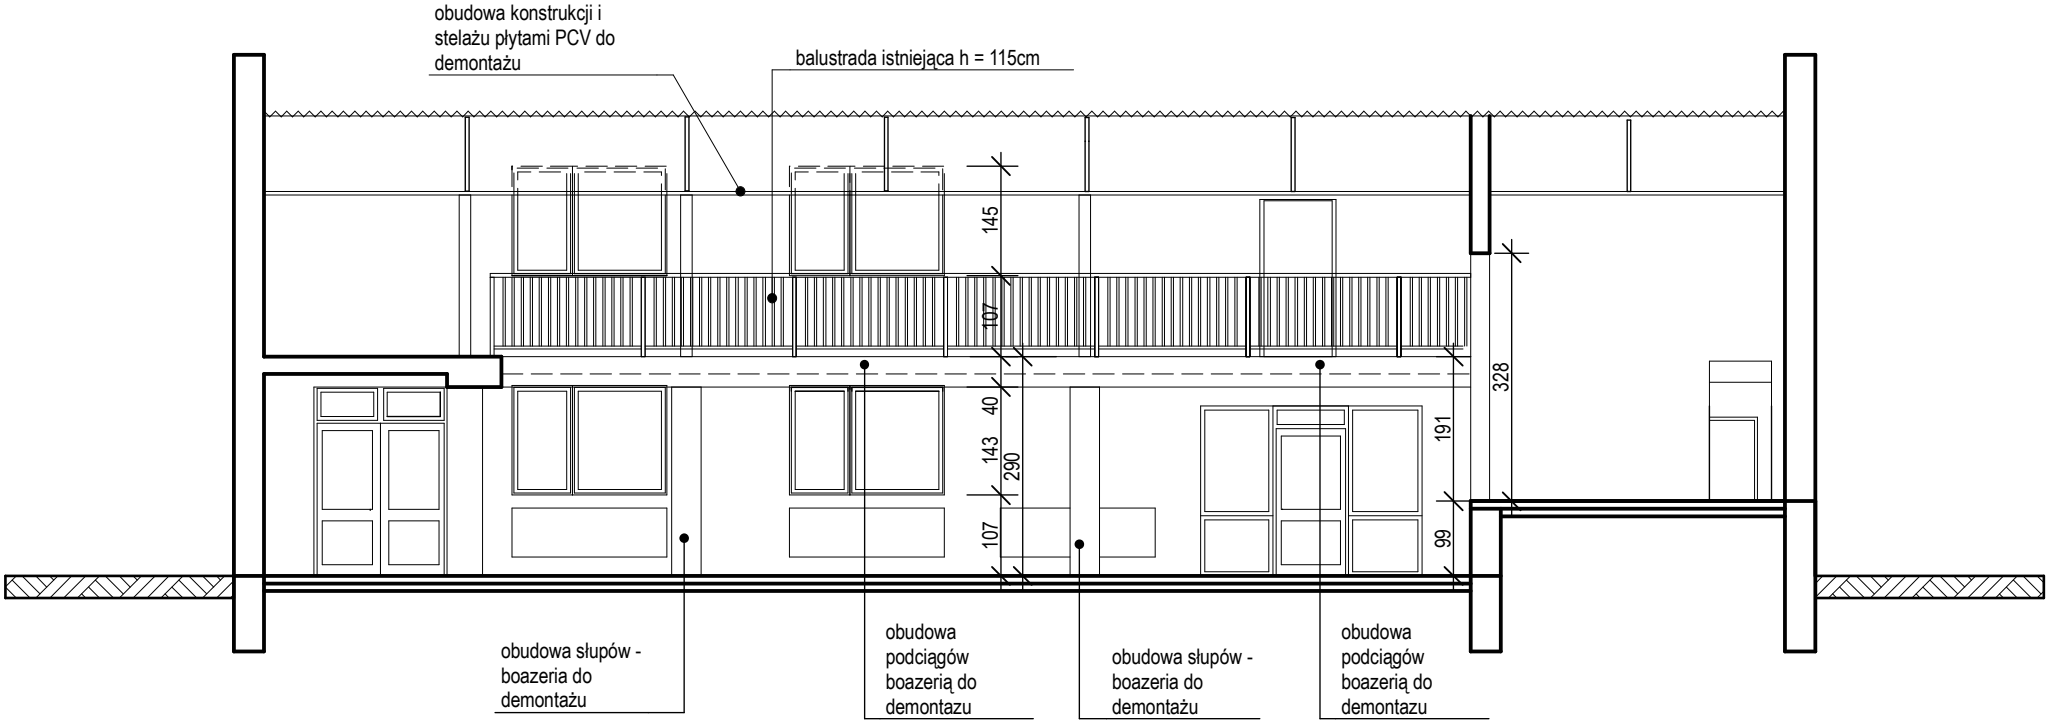 obudowa konstrukcji i
stelażu płytami PCV do
demontażu
balustrada istniejąca h = 115cm
145
107
40
143
290
107
191
99
328
obudowa słupów -
boazeria do
demontażu
obudowa
podciągów
boazerią do
demontazu
obudowa słupów -
boazeria do
demontażu
obudowa
podciągów
boazerią do
demontazu